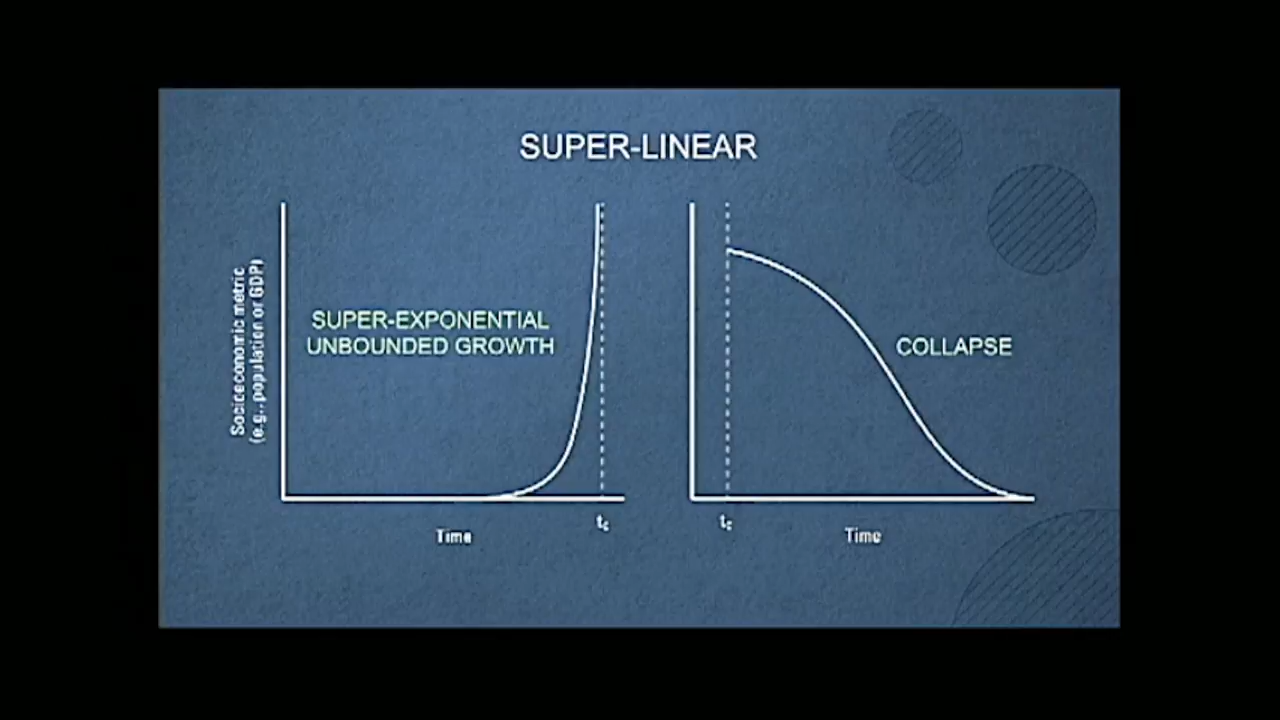 SUPER-LINEAR
Socioeconomic metric
(e.g., population or GDP)
SUPER-EXPONENTIAL
UNBOUNDED GROWTH
tc
Time
COLLAPSE
tc
Time